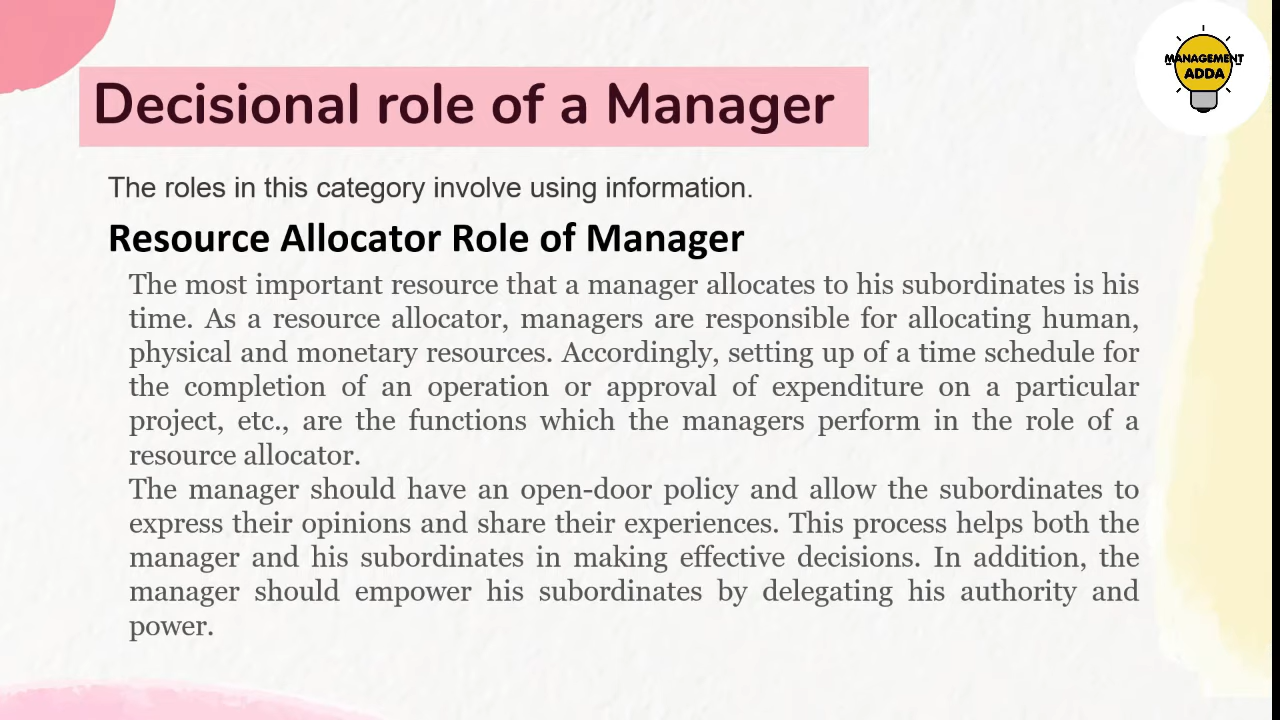 MANAGEMENT
ADDA
Decisional role of a Manager
The roles in this category involve using information.
Resource Allocator Role of Manager
The most important resource that a manager allocates to his subordinates is his
time. As a resource allocator, managers are responsible for allocating human,
physical and monetary resources. Accordingly, setting up of a time schedule for
the completion of an operation or approval of expenditure on a particular
project, etc., are the functions which the managers perform in the role of a
resource allocator.
The manager should have an open-door policy and allow the subordinates to
express their opinions and share their experiences. This process helps both the
manager and his subordinates in making effective decisions. In addition, the
manager should empower his subordinates by delegating his authority and
power.